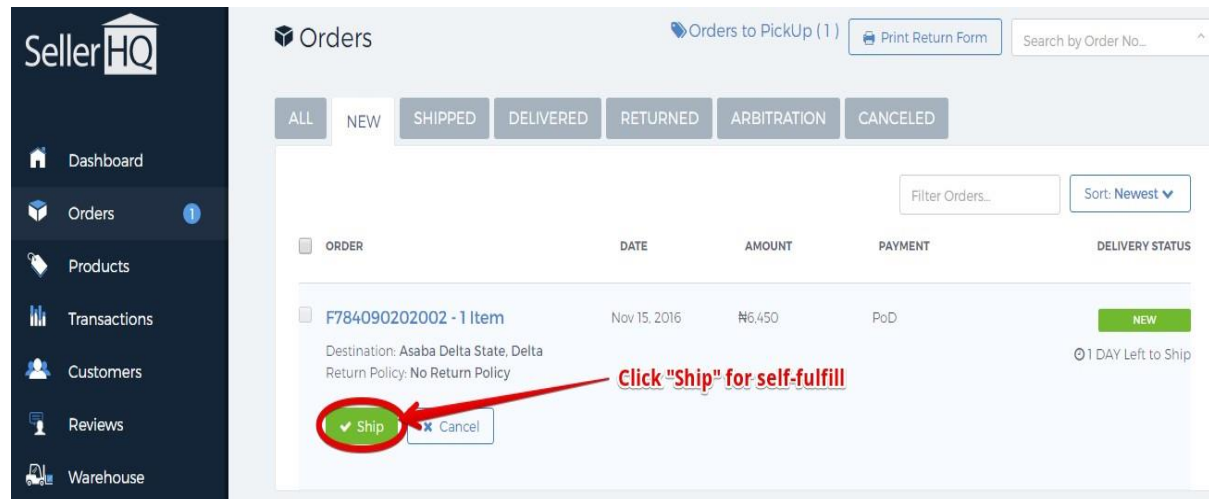 SellerHQ
Dashboard
Orders 1
Products
Transactions
Customers
Reviews
Warehouse
Orders
Orders to PickUp (1)
Print Return Form
Search by Order No...
ALL NEW SHIPPED DELIVERED RETURNED ARBITRATION CANCELED
Filter Orders...
Sort: Newest
ORDER DATE AMOUNT PAYMENT DELIVERY STATUS
F784090202002 - 1 Item Nov 15, 2016 ₦6,450 PoD NEW
Destination: Asaba Delta State, Delta
1 DAY Left to Ship
Return Policy: No Return Policy
Click "Ship" for self-fulfill
Ship
Cancel